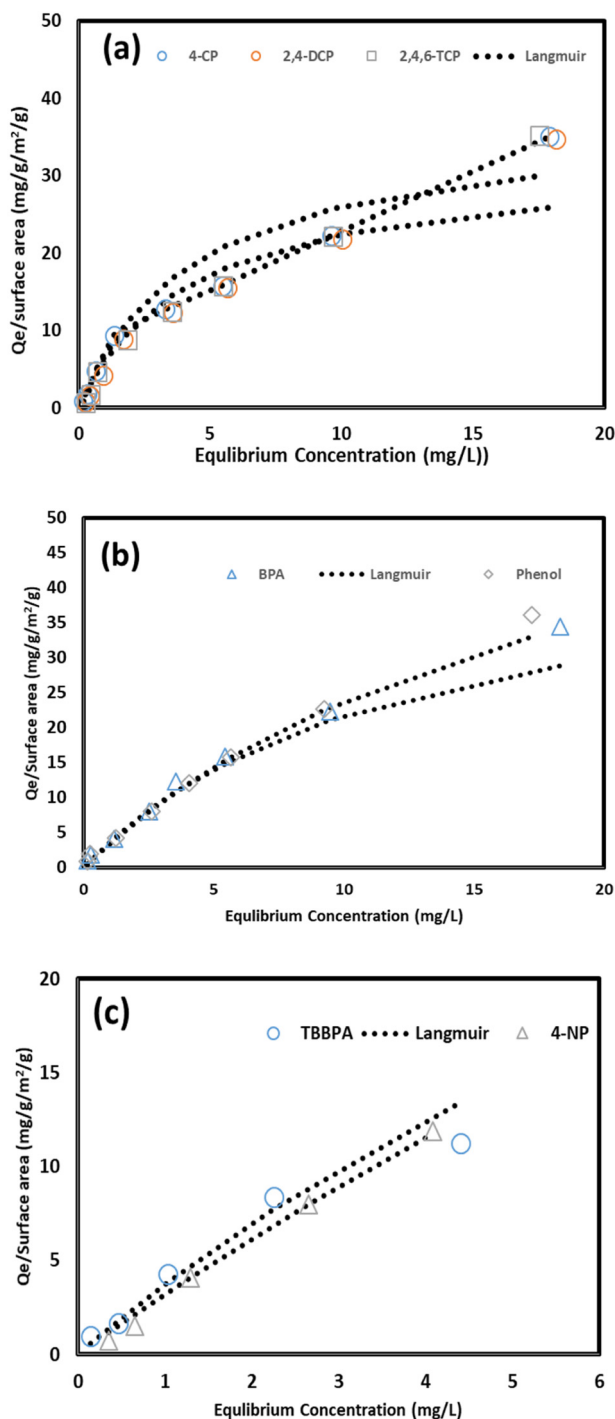 50
(a)
4-CP 2,4-DCP 2,4,6-TCP Langmuir
40
30
20
10
0
0 5 10 15 20
Qe/surface area (mg/g/m²/g)
Equlibrium Concentration (mg/L))
50
(b)
45
BPA Langmuir Phenol
40
35
30
25
20
15
10
5
0
0 5 10 15 20
Qe/Surface area (mg/g/m²/g)
Equlibrium Concentration (mg/L)
20
(c)
TBBPA Langmuir 4-NP
15
10
5
0
0 1 2 3 4 5 6
Qe/Surface area (mg/g/m²/g)
Equlibrium Concentration (mg/L)